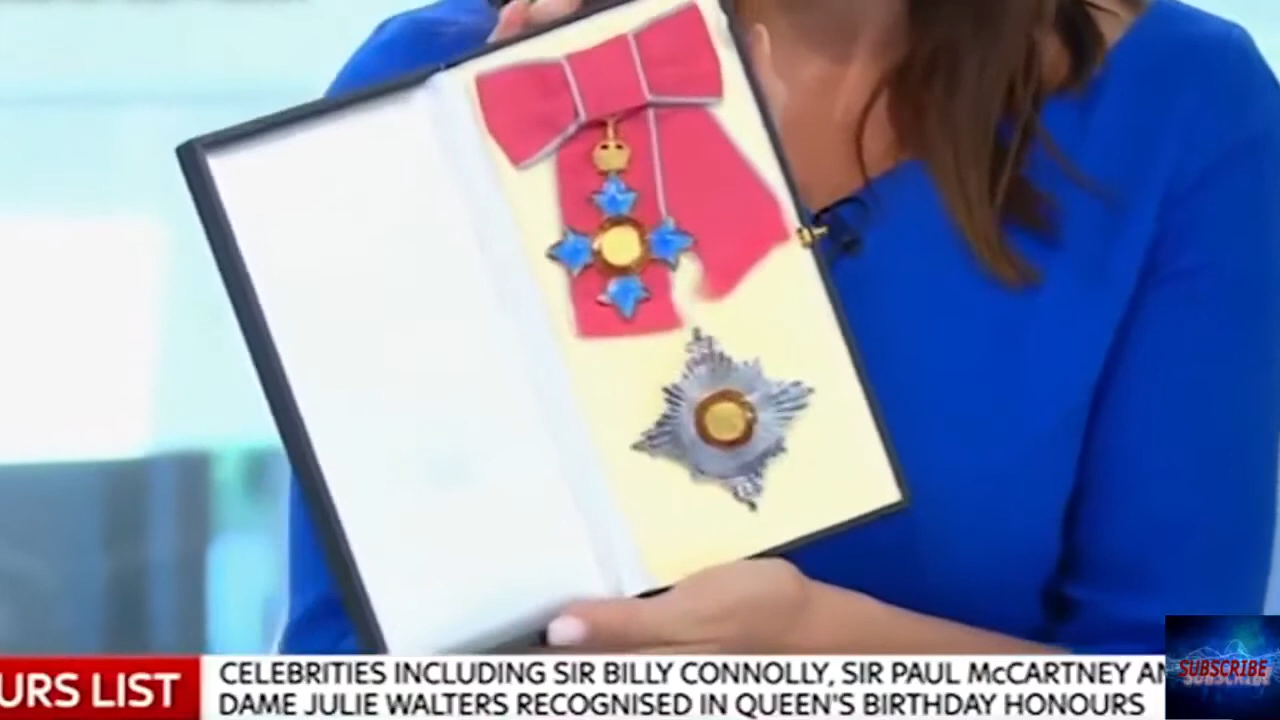 URS LIST
CELEBRITIES INCLUDING SIR BILLY CONNOLLY, SIR PAUL McCARTNEY AN
DAME JULIE WALTERS RECOGNISED IN QUEEN'S BIRTHDAY HONOURS
SUBSCRIBE